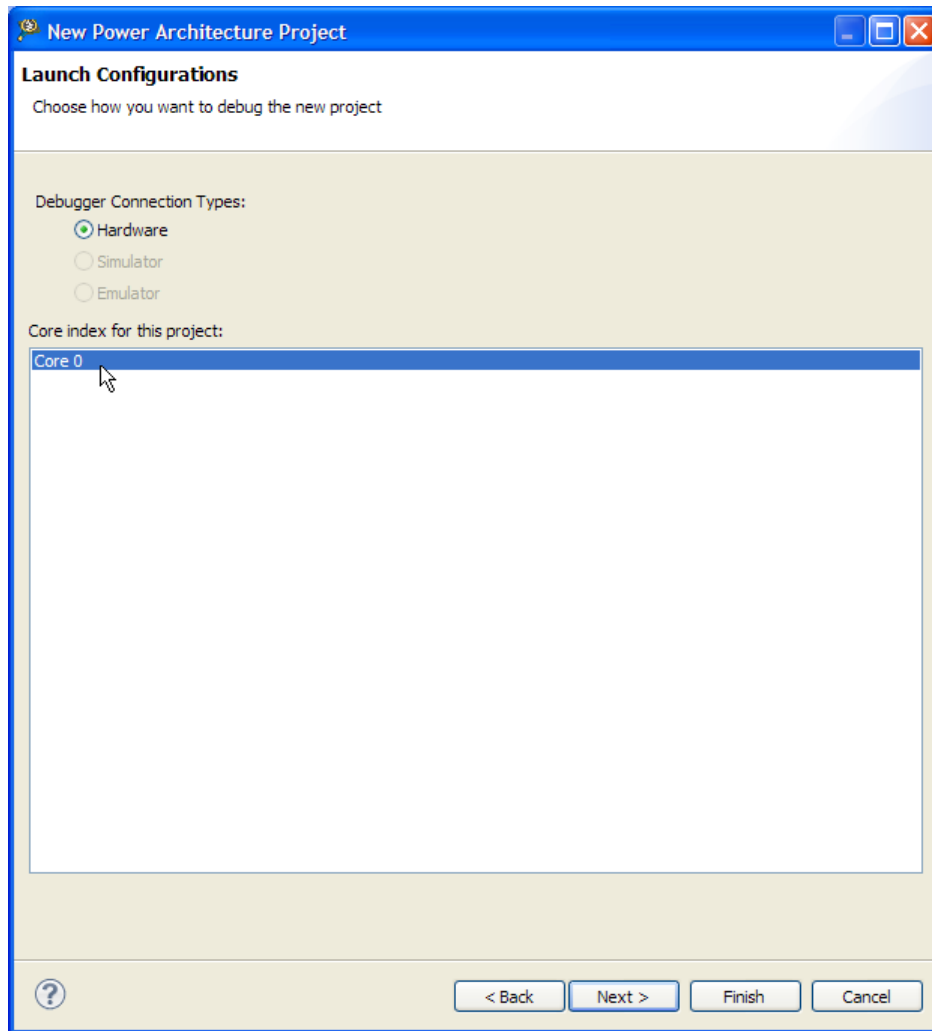 New Power Architecture Project
Launch Configurations
Choose how you want to debug the new project
Debugger Connection Types:
Hardware
Simulator
Emulator
Core index for this project:
Core 0
?
< Back Next > Finish Cancel